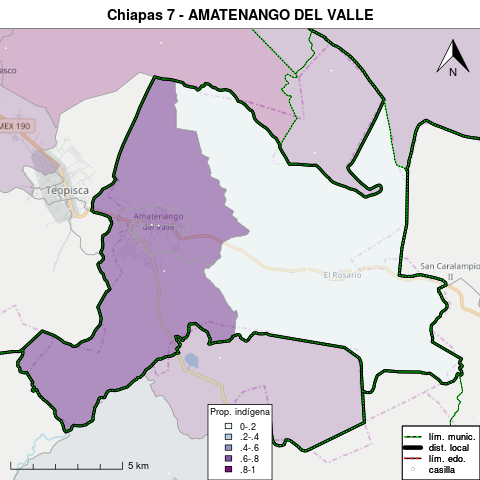 Chiapas 7 - AMATENANGO DEL VALLE
asco
N
MEX 190
Teopisca
Amatenango
del Valle
San Caralampio
II
El Rosario
Prop. indígena
0-.2
.2-.4
.4-.6
.6-.8
.8-1
5 km
lím. munic.
dist. local
lím. edo.
casilla